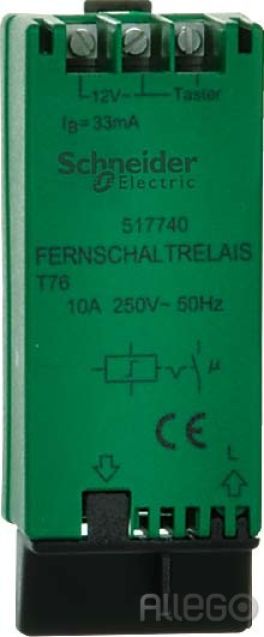 12V~ Taster
IB = 33mA
Schneider
Electric
517740
FERNSCHALTRELAIS
T76
10A 250V~ 50Hz
μ
CE
L
ALLEGO